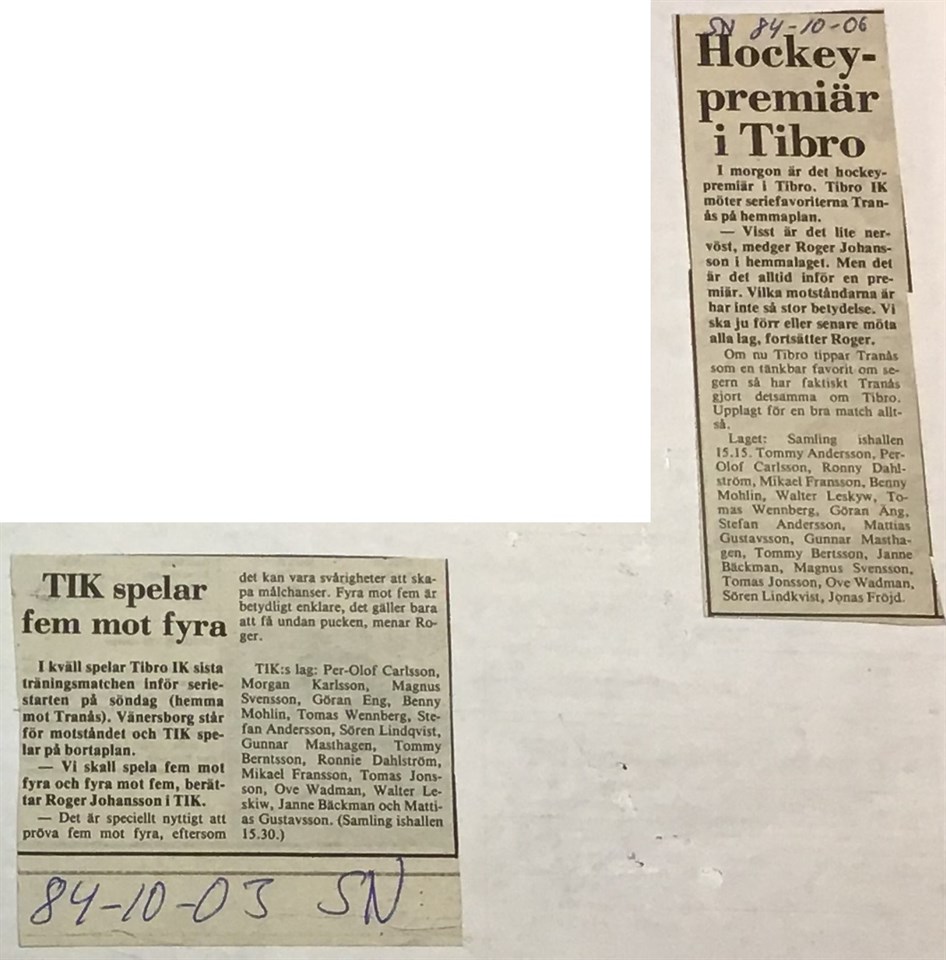 TIK spelar
fem mot fyra
I kväll spelar Tibro IK sista
träningsmatchen inför serie-
starten på söndag (hemma
mot Tranås). Vänersborg står
för motståndet och TIK spe-
lar på bortaplan.
— Vi skall spela fem mot
fyra och fyra mot fem, berät-
tar Roger Johansson i TIK.
— Det är speciellt nyttigt att
pröva fem mot fyra, eftersom
det kan vara svårigheter att ska-
pa målchanser. Fyra mot fem är
betydligt enklare, det gäller bara
att få undan pucken, menar Ro-
ger.
TIK:s lag: Per-Olof Carlsson,
Morgan Karlsson, Magnus
Svensson, Göran Eng, Benny
Mohlin, Tomas Wennberg, Ste-
fan Andersson, Sören Lindqvist,
Gunnar Masthagen, Tommy
Berntsson, Ronnie Dahlström,
Mikael Fransson, Tomas Jons-
son, Ove Wadman, Walter Le-
skiw, Janne Bäckman och Matti-
as Gustavsson. (Samling ishallen
15.30.)
84-10-03 SN
SN 84-10-06
Hockey-
premiär
i Tibro
I morgon är det hockey-
premiär i Tibro. Tibro IK
möter seriefavoriterna Tran-
ås på hemmaplan.
— Visst är det lite ner-
vöst, medger Roger Johans-
son i hemmalaget. Men det
är det alltid inför en pre-
miär. Vilka motståndarna är
har inte så stor betydelse. Vi
ska ju förr eller senare möta
alla lag, fortsätter Roger.
Om nu Tibro tippar Tranås
som en tänkbar favorit om se-
gern så har faktiskt Tranås
gjort detsamma om Tibro.
Upplagt för en bra match allt-
så.
Laget: Samling ishallen
15.15. Tommy Andersson, Per-
Olof Carlsson, Ronny Dahl-
ström, Mikael Fransson, Benny
Mohlin, Walter Leskyw, To-
mas Wennberg, Göran Äng,
Stefan Andersson, Mattias
Gustavsson, Gunnar Mastha-
gen, Tommy Bertsson, Janne
Bäckman, Magnus Svensson,
Tomas Jonsson, Ove Wadman,
Sören Lindkvist, Jonas Fröjd.